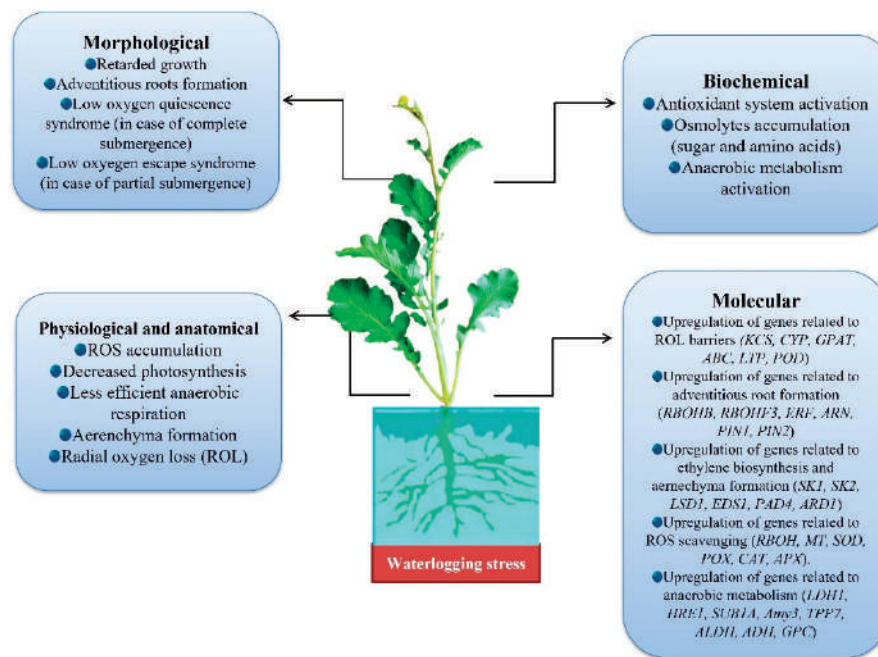 Morphological
Retarded growth
Adventitious roots formation
Low oxygen quiescence
syndrome (in case of complete
submergence)
Low oxyegen escape syndrome
(in case of partial submergence)
Biochemical
Antioxidant system activation
Osmolytes accumulation
(sugar and amino acids)
Anaerobic metabolism
activation
Physiological and anatomical
ROS accumulation
Decreased photosynthesis
Less efficient anaerobic
respiration
Aerenchyma formation
Radial oxygen loss (ROL)
Molecular
Upregulation of genes related to
ROL barriers (KCS, CYP, GPAT,
ABC, LTP, POD)
Upregulation of genes related to
adventitious root formation
(RBOHB, RBOHF3, ERF, ARN,
PIN1, PIN2)
Upregulation of genes related to
ethylene biosynthesis and
aernechyma formation (SK1, SK2,
LSD1, EDS1, PAD4, ARD1)
Upregulation of genes related to
ROS scavenging (RBOH, MT, SOD,
POX, CAT, APX).
Upregulation of genes related to
anaerobic metabolism (LDH1,
HRE1, SUB1A, Amy3, TPP7,
ALDH, ADH, GPC)
Waterlogging stress